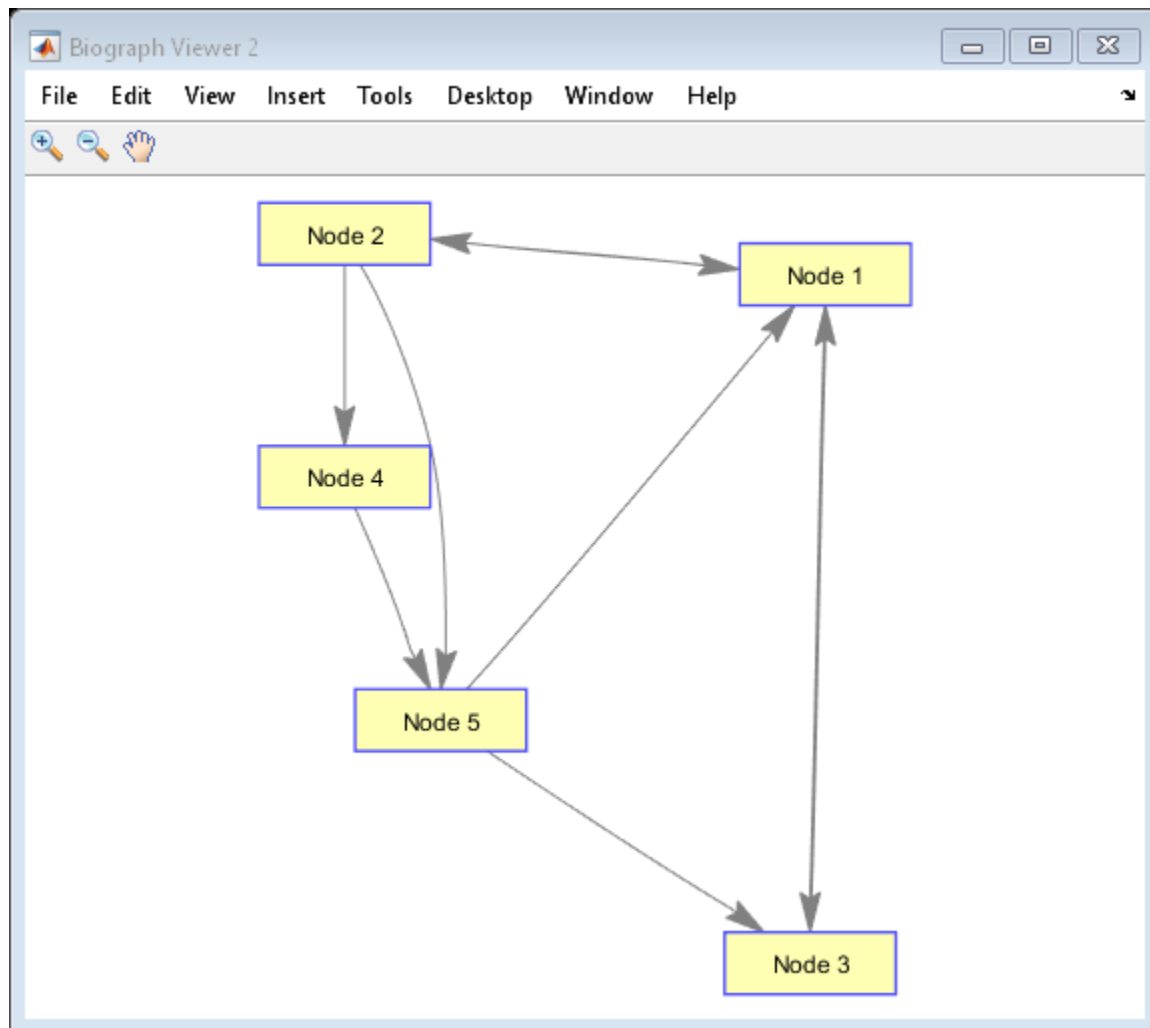 Biograph Viewer 2
File Edit View Insert Tools Desktop Window Help
Node 2
Node 1
Node 4
Node 5
Node 3